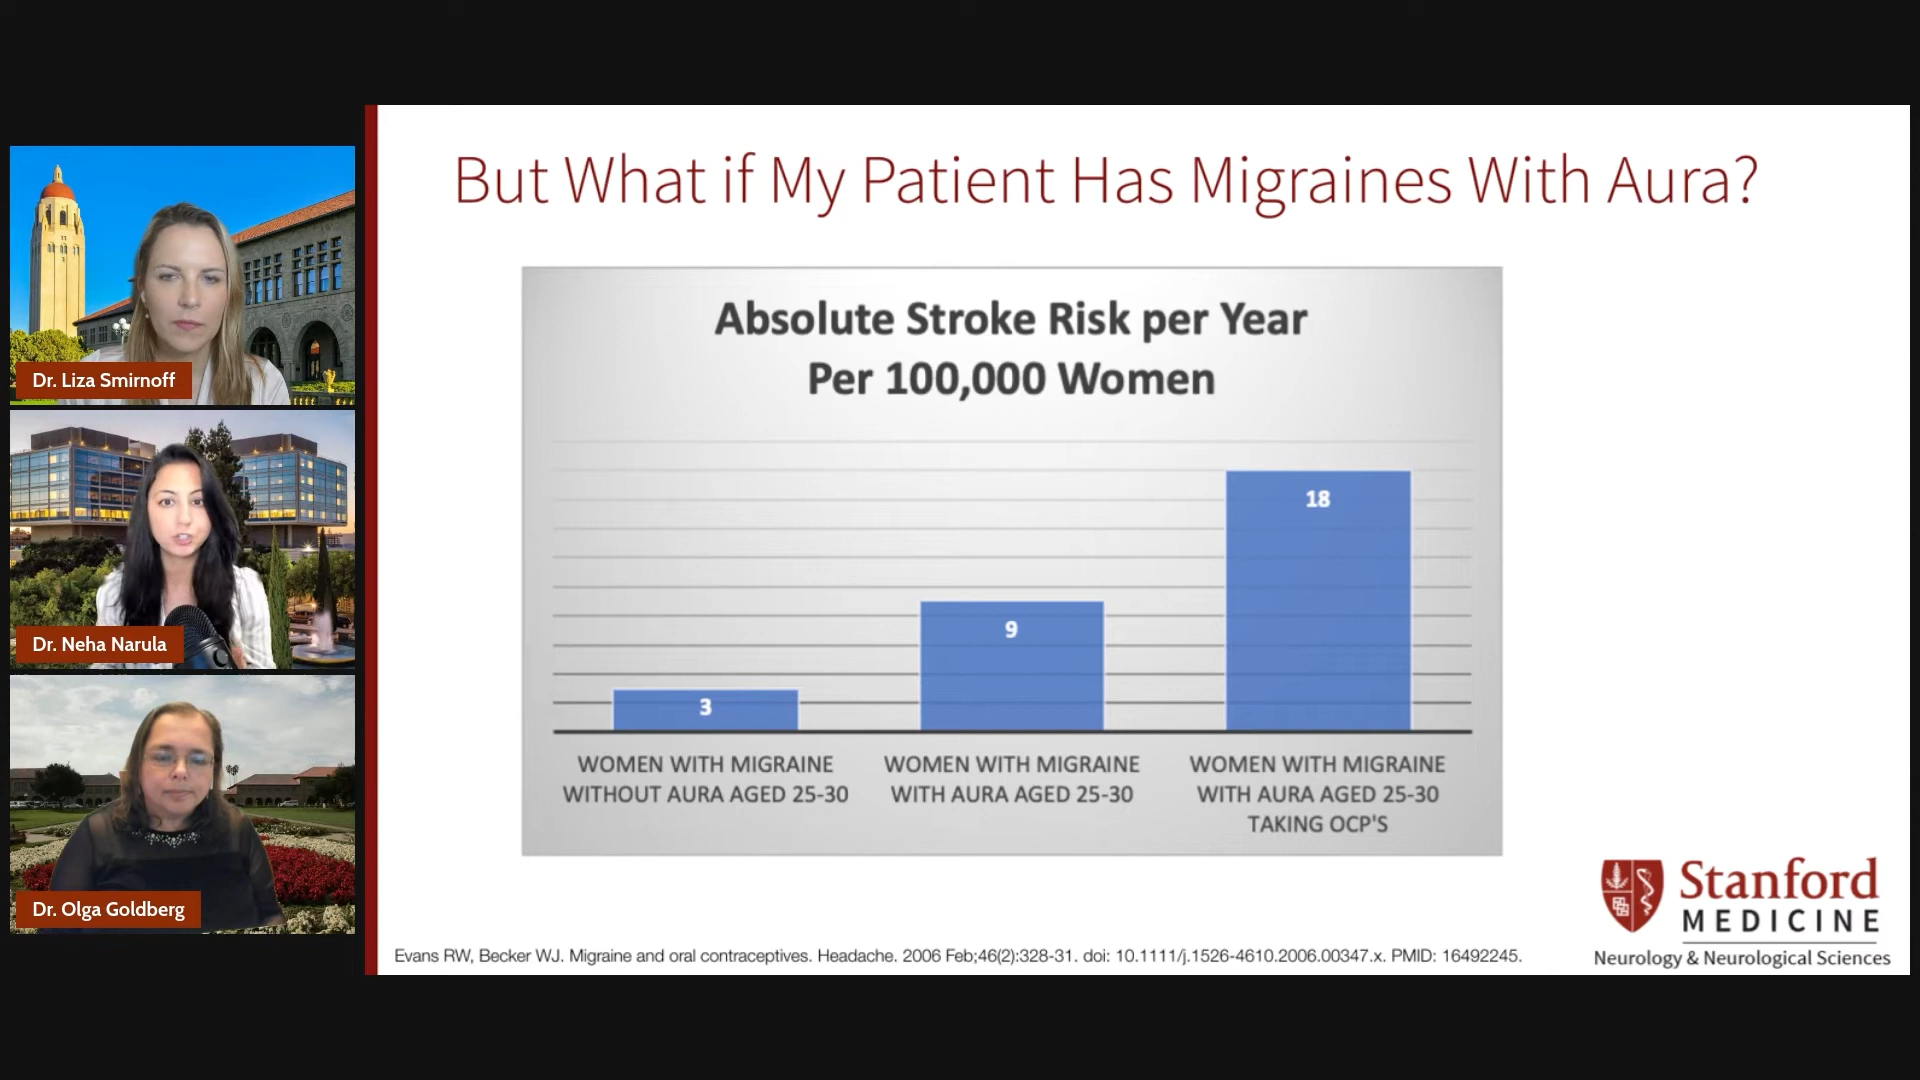 But What if My Patient Has Migraines With Aura?
Absolute Stroke Risk per Year
Per 100,000 Women
3
9
18
WOMEN WITH MIGRAINE
WITHOUT AURA AGED 25-30
WOMEN WITH MIGRAINE
WITH AURA AGED 25-30
WOMEN WITH MIGRAINE
WITH AURA AGED 25-30
TAKING OCP'S
Dr. Liza Smirnoff
Dr. Neha Narula
Dr. Olga Goldberg
Evans RW, Becker WJ. Migraine and oral contraceptives. Headache. 2006 Feb;46(2):328-31. doi: 10.1111/j.1526-4610.2006.00347.x. PMID: 16492245.
Stanford
MEDICINE
Neurology & Neurological Sciences